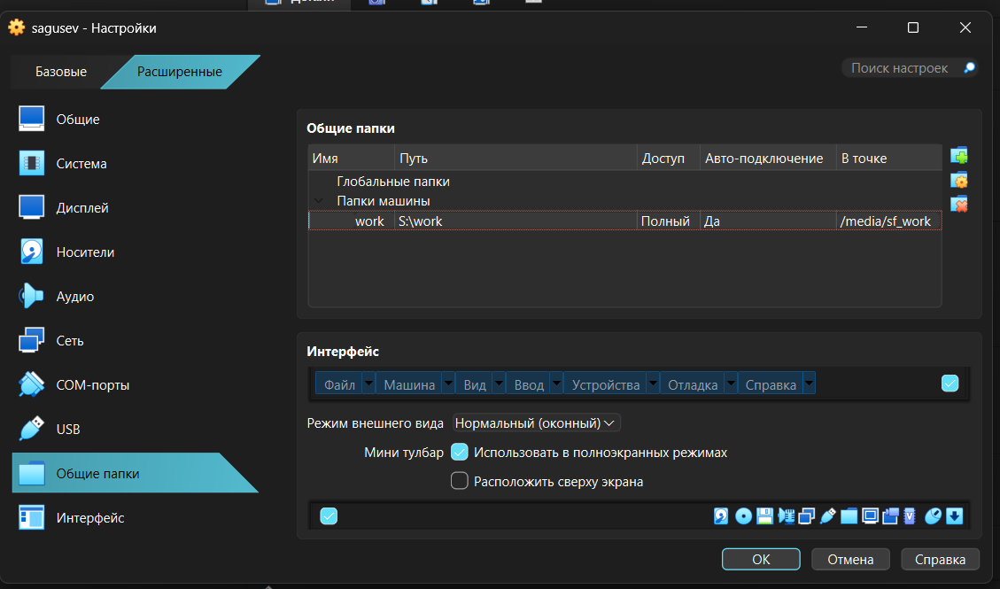 sagusev - Настройки
Базовые
Расширенные
Поиск настроек
Общие
Система
Дисплей
Носители
Аудио
Сеть
COM-порты
USB
Общие папки
Интерфейс
Общие папки
Имя Путь Доступ Авто-подключение В точке
Глобальные папки
Папки машины
work S:\work Полный Да /media/sf_work
Интерфейс
Файл Машина Вид Ввод Устройства Отладка Справка
Режим внешнего вида Нормальный (оконный)
Мини тулбар Использовать в полноэкранных режимах
Расположить сверху экрана
OK Отмена Справка